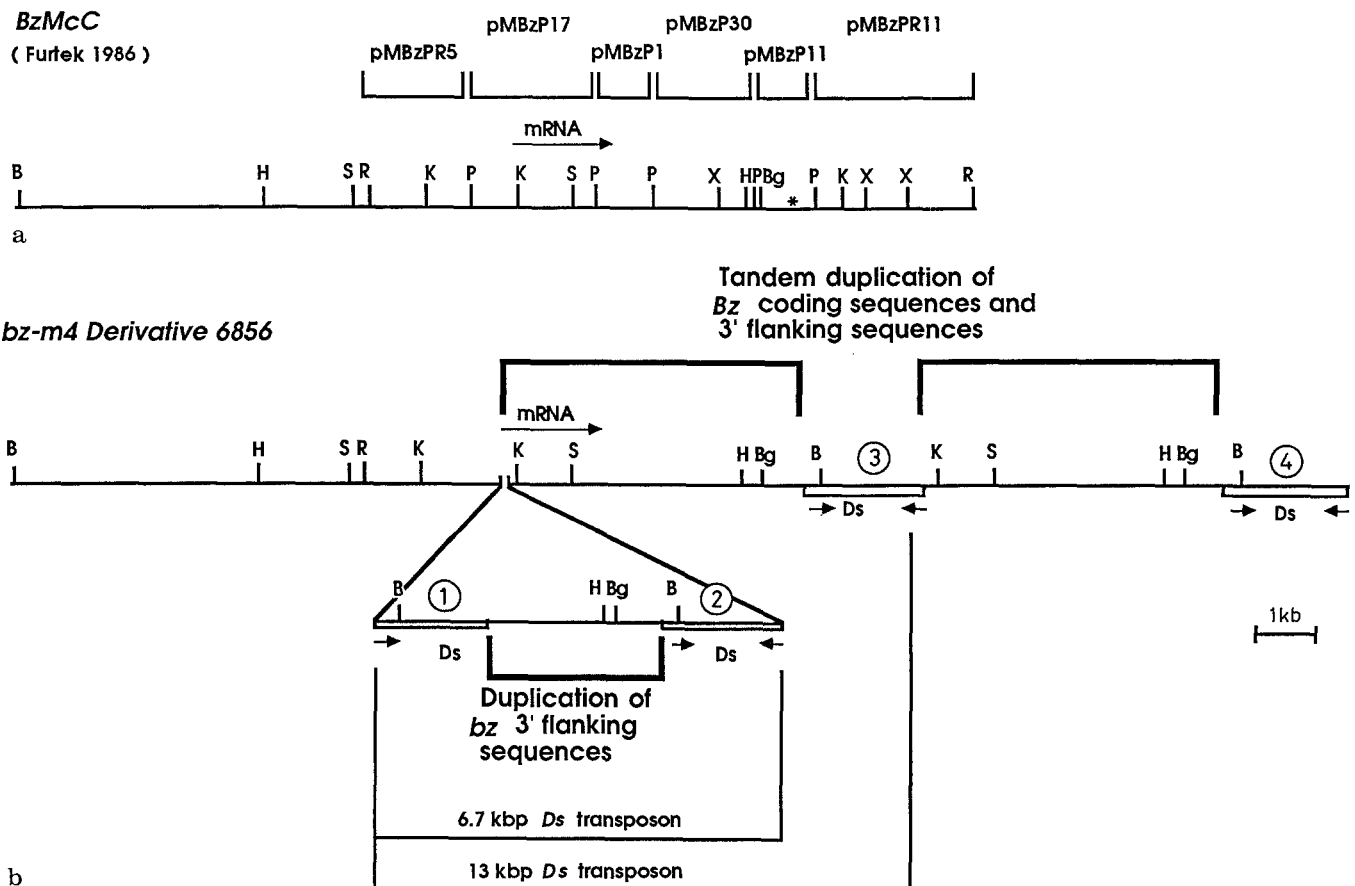 BzMcC
( Furtek 1986 )
pMBzPR5
pMBzP17
pMBzP1
pMBzP30
pMBzP11
pMBzPR11
mRNA
B H S R K P K S P P X H P Bg * P K X X R
a
Tandem duplication of
Bz coding sequences and
3' flanking sequences
bz-m4 Derivative 6856
mRNA
B H S R K K S H Bg B 3 K S H Bg B 4
Ds Ds
B 1 H Bg B 2
1kb
Ds Ds
Duplication of
bz 3' flanking
sequences
6.7 kbp Ds transposon
13 kbp Ds transposon
b